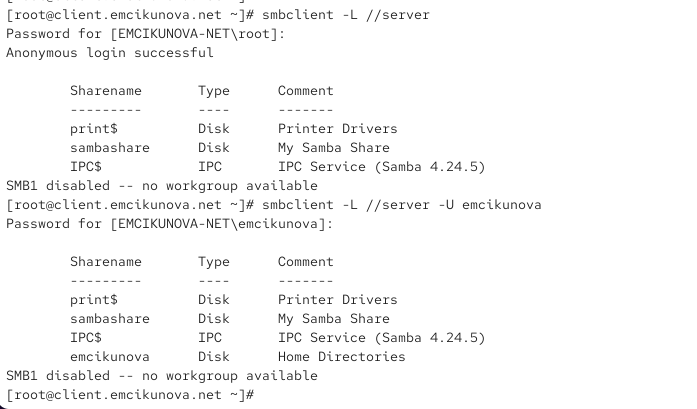 [root@client.emcikunova.net ~]# smbclient -L //server
Password for [EMCIKUNOVA-NET\root]:
Anonymous login successful

        Sharename       Type      Comment
        ---------       ----      -------
        print$          Disk      Printer Drivers
        sambashare      Disk      My Samba Share
        IPC$            IPC       IPC Service (Samba 4.24.5)
SMB1 disabled -- no workgroup available
[root@client.emcikunova.net ~]# smbclient -L //server -U emcikunova
Password for [EMCIKUNOVA-NET\emcikunova]:

        Sharename       Type      Comment
        ---------       ----      -------
        print$          Disk      Printer Drivers
        sambashare      Disk      My Samba Share
        IPC$            IPC       IPC Service (Samba 4.24.5)
        emcikunova      Disk      Home Directories
SMB1 disabled -- no workgroup available
[root@client.emcikunova.net ~]#